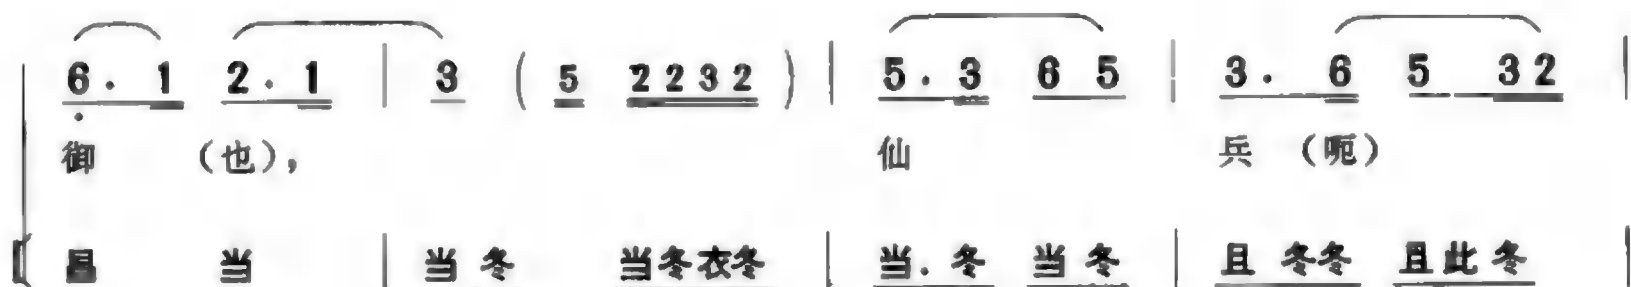 6. 1 2. 1 | 3 ( 5 2232 ) | 5. 3 6 5 | 3. 6 5 32 |
御 （也）， 仙 兵 （呃）
昌 当 | 当冬 当冬衣冬 | 当. 冬 当冬 | 且冬冬 且此冬 |